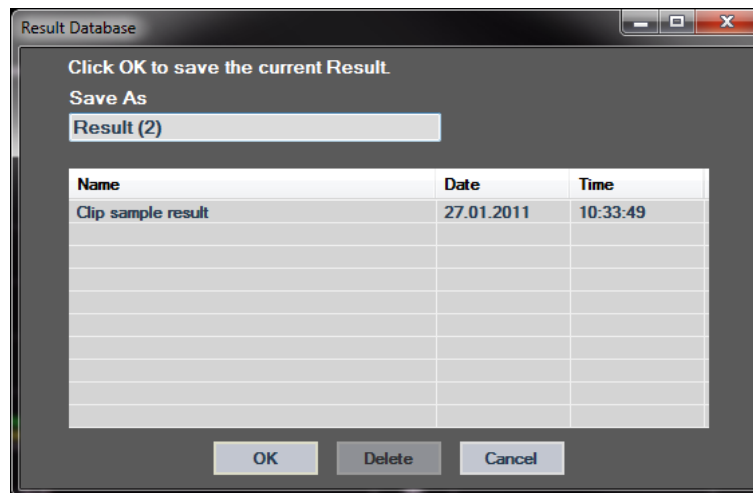 Result Database
Click OK to save the current Result.
Save As
Result (2)
Name Date Time
Clip sample result 27.01.2011 10:33:49
OK Delete Cancel